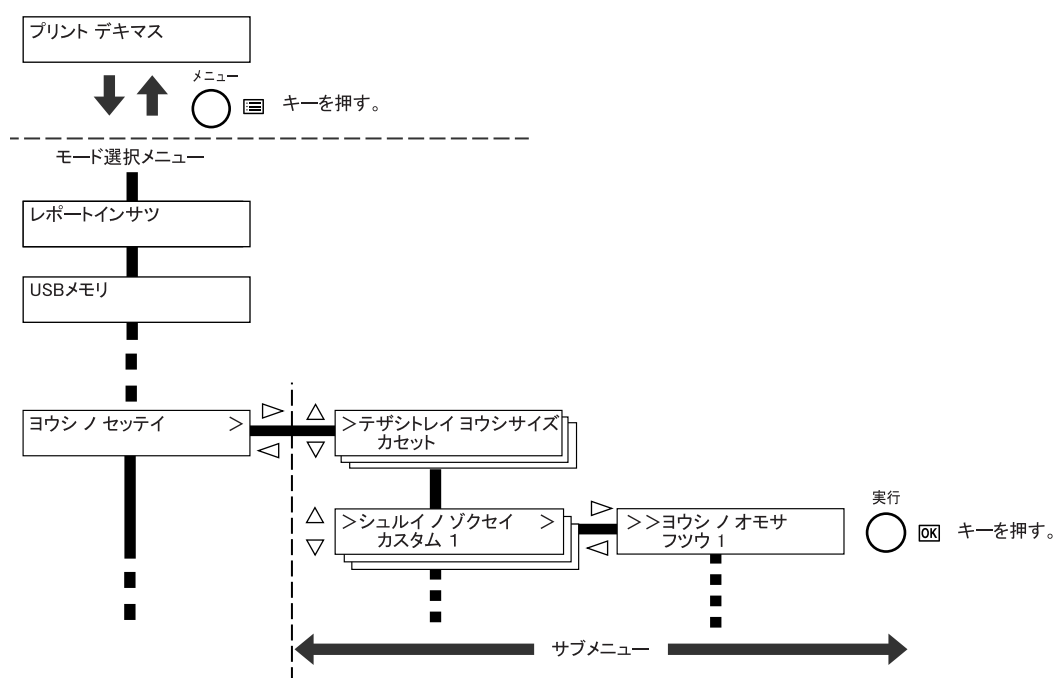 プリント デキマス
メニュー
キーを押す。
モード選択メニュー
レポートインサツ
USBメモリ
ヨウシ ノ セッテイ >
>テザシトレイ ヨウシサイズ
カセット
>シュルイ ノ ゾクセイ >
カスタム 1
>>ヨウシ ノ オモサ
フツウ 1
実行
OK キーを押す。
サブメニュー